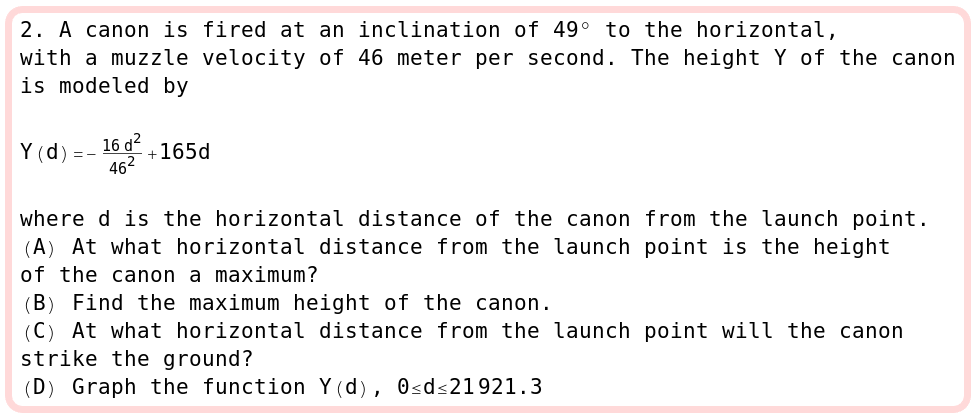 2. A canon is fired at an inclination of 49° to the horizontal,
with a muzzle velocity of 46 meter per second. The height Y of the canon
is modeled by
Y(d)=-\frac{16 d^2}{46^2}+165d
where d is the horizontal distance of the canon from the launch point.
(A) At what horizontal distance from the launch point is the height
of the canon a maximum?
(B) Find the maximum height of the canon.
(C) At what horizontal distance from the launch point will the canon
strike the ground?
(D) Graph the function Y(d), 0≤d≤21921.3